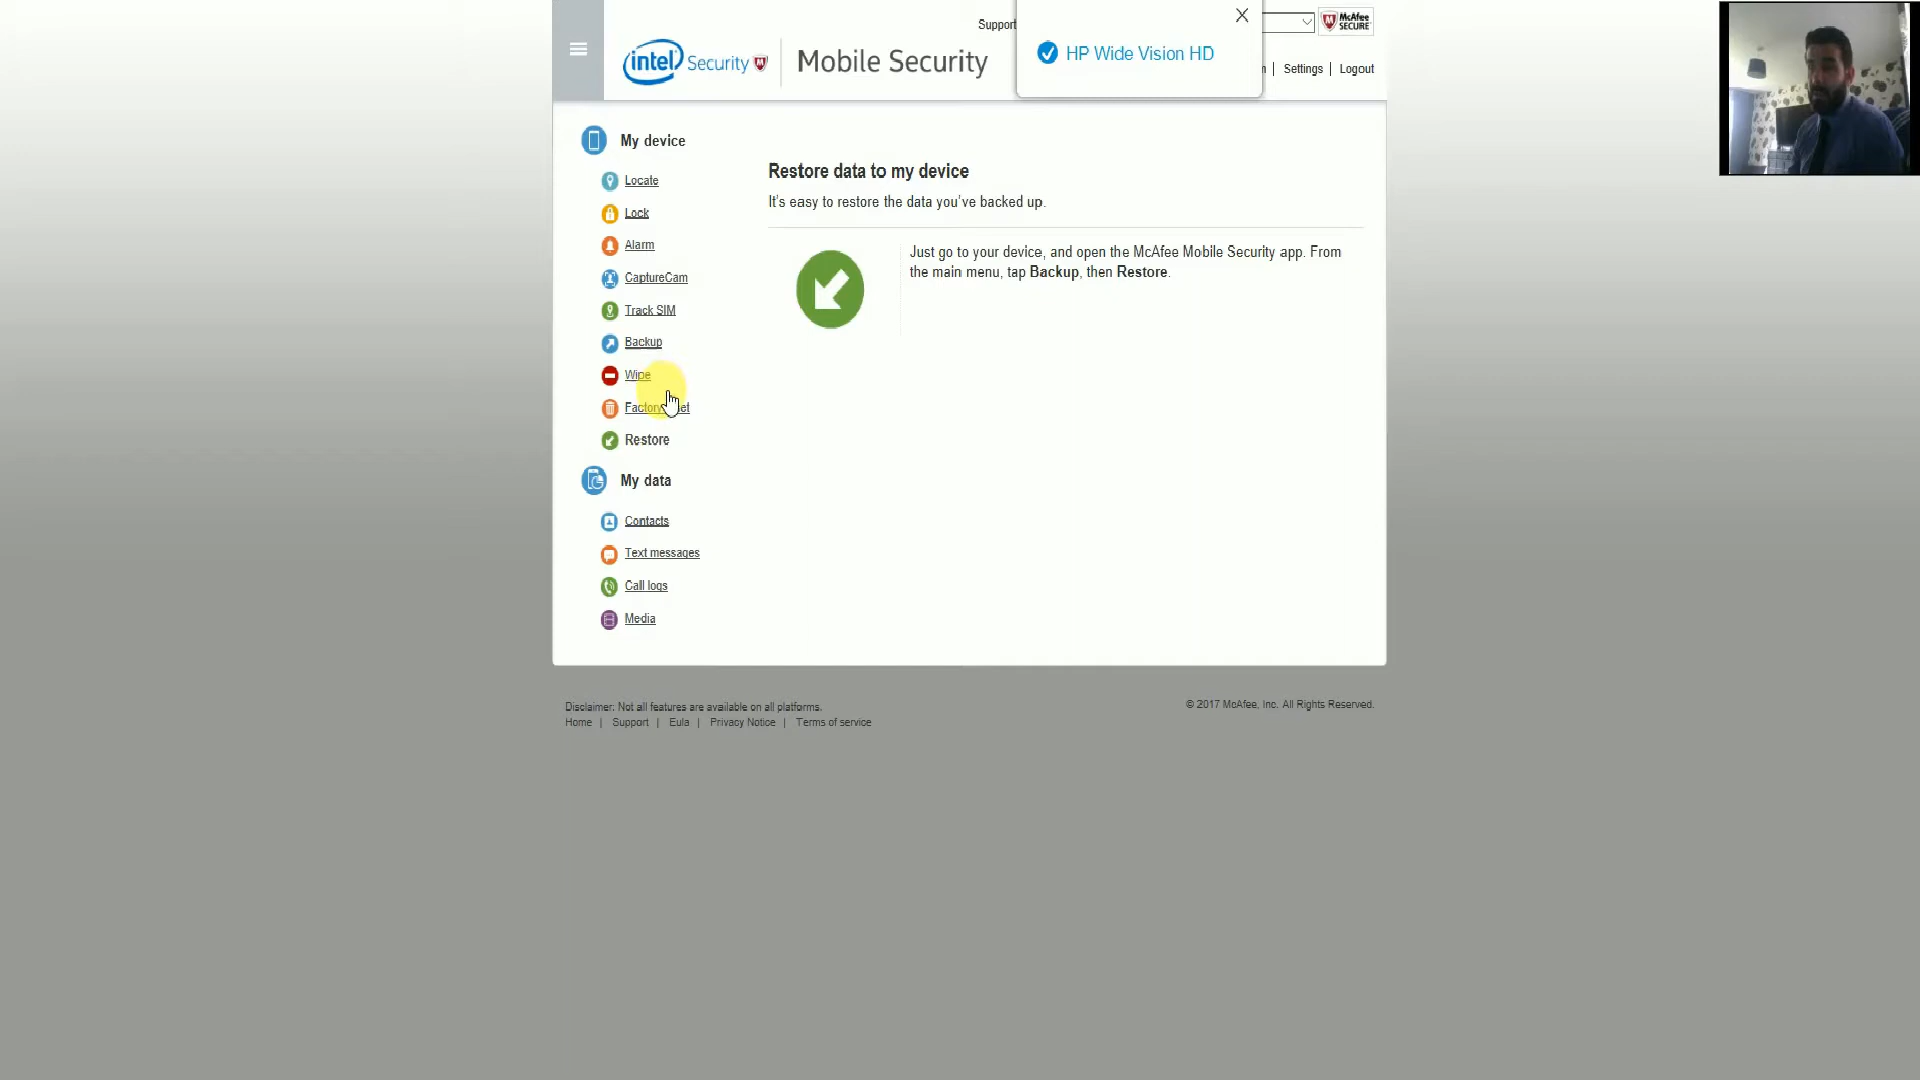 Support
McAfee SECURE
HP Wide Vision HD
intel Security
Mobile Security
Settings | Logout
My device
Locate
Lock
Alarm
CaptureCam
Track SIM
Backup
Wipe
Restore
My data
Contacts
Text messages
Call logs
Media
Restore data to my device
It's easy to restore the data you've backed up.
Just go to your device, and open the McAfee Mobile Security app. From
the main menu, tap Backup, then Restore.
Disclaimer: Not all features are available on all platforms.
Home | Support | Eula | Privacy Notice | Terms of service
© 2017 McAfee, Inc. All Rights Reserved.